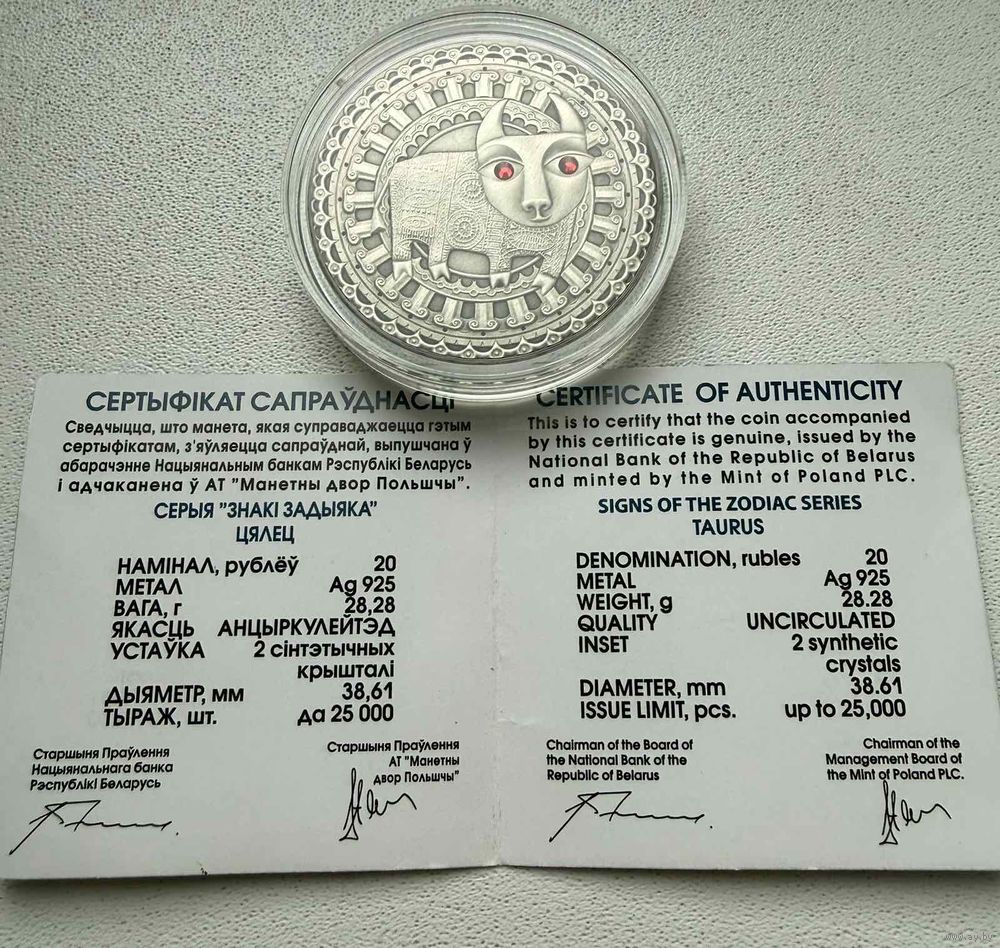 СЕРТЫФІКАТ САПРАЎДНАСЦІ
Сведчыцца, што манета, якая суправаджаецца гэтым
сертыфікатам, з'яўляецца сапраўднай, выпушчана ў
абарачэнне Нацыянальным банкам Рэспублікі Беларусь
і адчаканена ў АТ "Манетны двор Польшчы".
СЕРЫЯ "ЗНАКІ ЗАДЫЯКА"
ЦЯЛЕЦ
НАМІНАЛ, рублёў 20
МЕТАЛ Ag 925
ВАГА, г 28,28
ЯКАСЦЬ АНЦЫРКУЛЕЙТЭД
УСТАЎКА 2 сінтэтычных
крышталі
ДЫЯМЕТР, мм 38,61
ТЫРАЖ, шт. да 25 000
Старшыня Праўлення
Нацыянальнага банка
Рэспублікі Беларусь
Старшыня Праўлення
АТ "Манетны
двор Польшчы"
CERTIFICATE OF AUTHENTICITY
This is to certify that the coin accompanied
by this certificate is genuine, issued by the
National Bank of the Republic of Belarus
and minted by the Mint of Poland PLC.
SIGNS OF THE ZODIAC SERIES
TAURUS
DENOMINATION, rubles 20
METAL Ag 925
WEIGHT, g 28.28
QUALITY UNCIRCULATED
INSET 2 synthetic
crystals
DIAMETER, mm 38.61
ISSUE LIMIT, pcs. up to 25,000
Chairman of the Board of
the National Bank of the
Republic of Belarus
Chairman of the
Management Board of
the Mint of Poland PLC.
www.ay.by